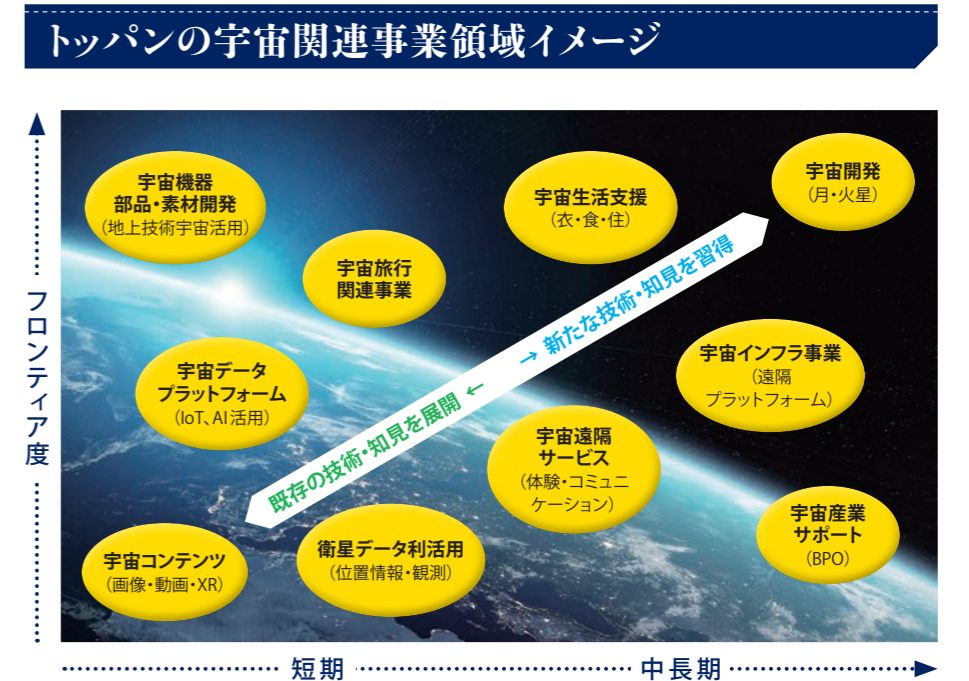 トッパンの宇宙関連事業領域イメージ
フロンティア度
宇宙機器
部品・素材開発
（地上技術宇宙活用）
宇宙旅行
関連事業
宇宙生活支援
（衣・食・住）
宇宙開発
（月・火星）
→ 新たな技術・知見を習得
既存の技術・知見を展開 ←
宇宙データ
プラットフォーム
（IoT、AI活用）
宇宙インフラ事業
（遠隔
プラットフォーム）
宇宙遠隔
サービス
（体験・コミュニ
ケーション）
宇宙コンテンツ
（画像・動画・XR）
衛星データ利活用
（位置情報・観測）
宇宙産業
サポート
（BPO）
短期
中長期